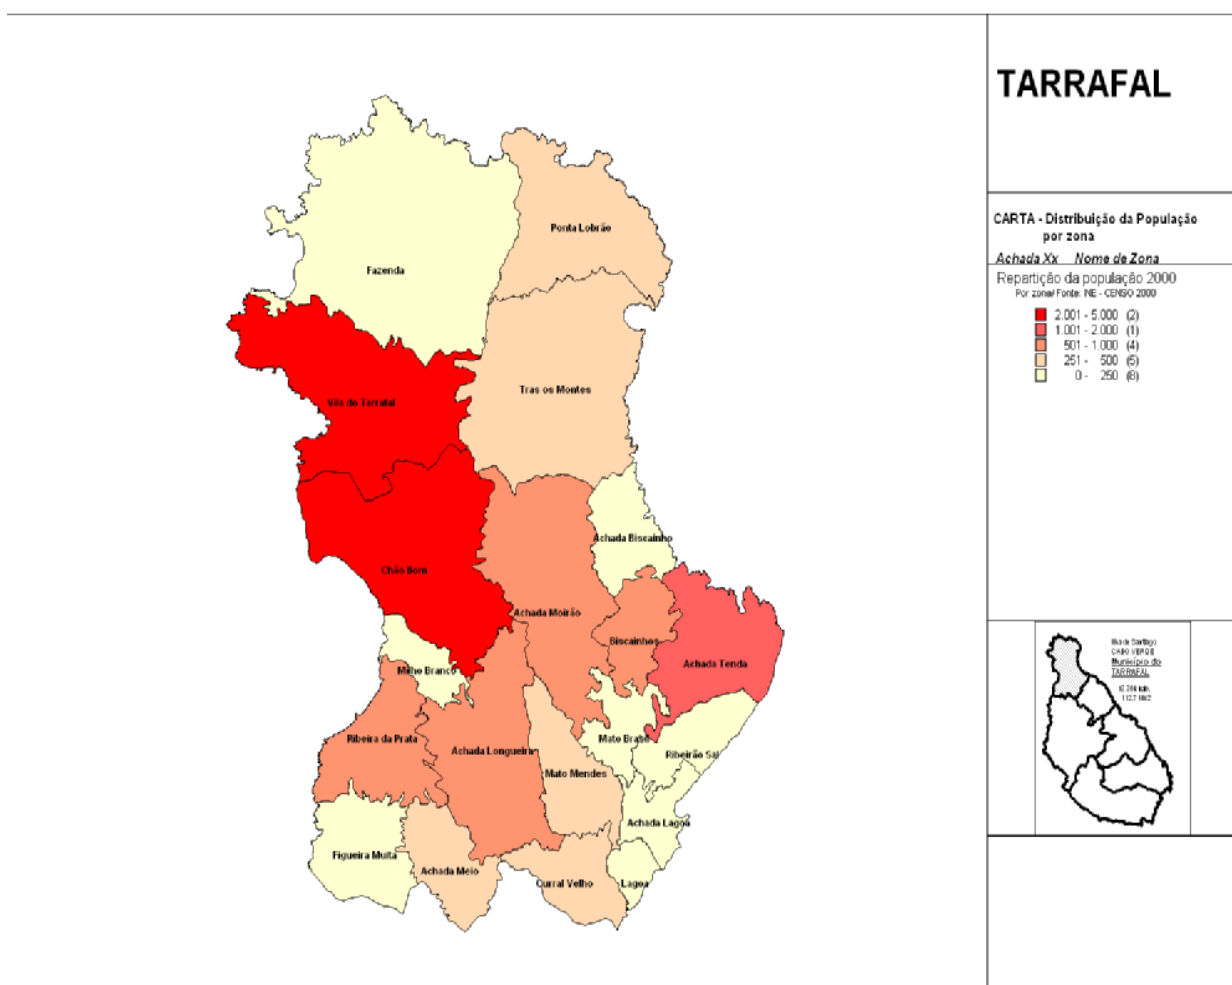 TARRAFAL
CARTA - Distribuição da População
por zona
Achada Xx Nome de Zona
Repartição da população 2000
Por zona/ Fonte: INE - CENSO 2000
2.001 - 5.000 (2)
1.001 - 2.000 (1)
501 - 1.000 (4)
251 - 500 (5)
0 - 250 (8)
Ponta Lobrão
Fazenda
Tras os Montes
Vila do Tarrafal
Achada Biscainho
Chão Bom
Achada Moirão
Biscainhos
Achada Tenda
Milho Branco
Ribeira da Prata
Achada Longueira
Mato Brabo
Ribeirão Sal
Mato Mendes
Achada Lagoa
Figueira Muita
Achada Meio
Curral Velho
Lagoa
Ilha de Santiago
CABO VERDE
Município do
TARRAFAL